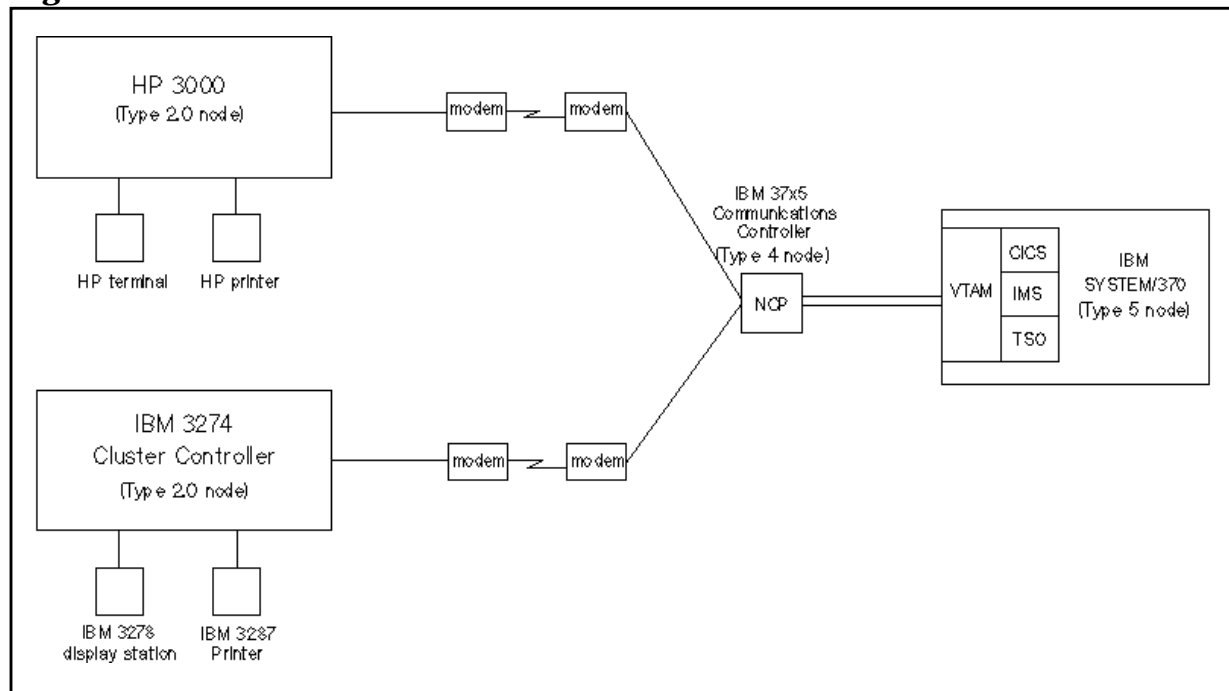 HP 3000
(Type 2.0 node)
modem
modem
HP terminal
HP printer
IBM 37x5
Communications
Controller
(Type 4 node)
NCP
VTAM
CICS
IMS
TSO
IBM
SYSTEM/370
(Type 5 node)
IBM 3274
Cluster Controller
(Type 2.0 node)
modem
modem
IBM 3278
display station
IBM 3287
Printer